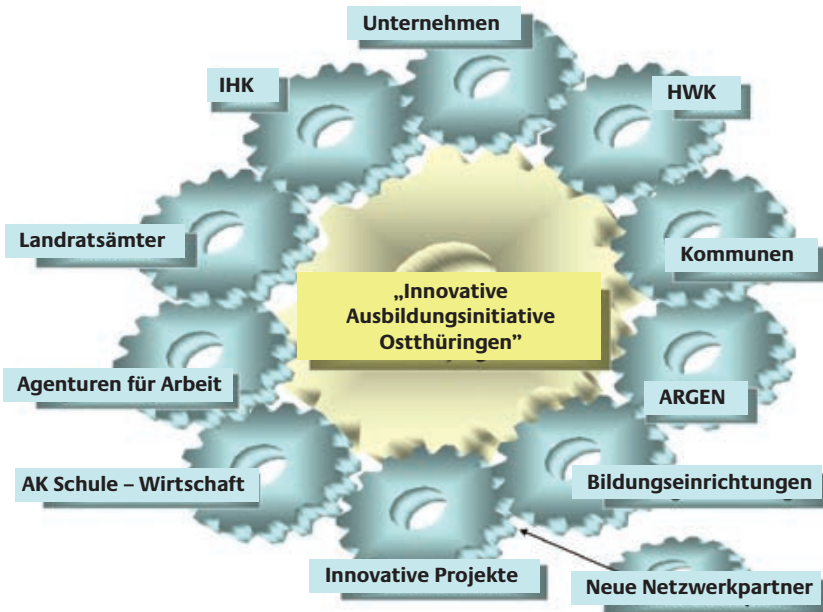 Unternehmen
IHK
HWK
Landratsämter
Kommunen
„Innovative
Ausbildungsinitiative
Ostthüringen”
Agenturen für Arbeit
ARGEN
AK Schule – Wirtschaft
Bildungseinrichtungen
Innovative Projekte
Neue Netzwerkpartner